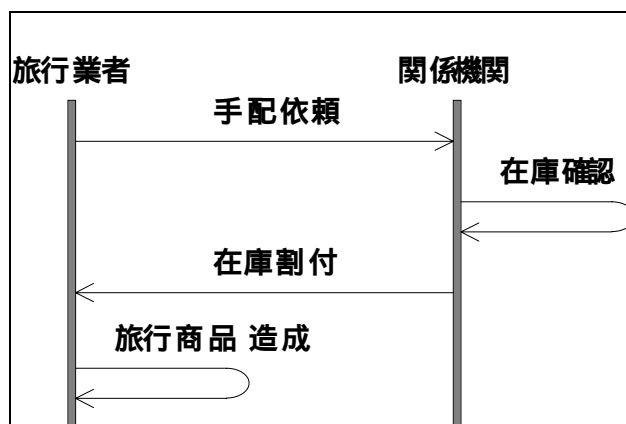 旅行業者 関係機関
手配依頼
在庫確認
在庫割付
旅行商品 造成